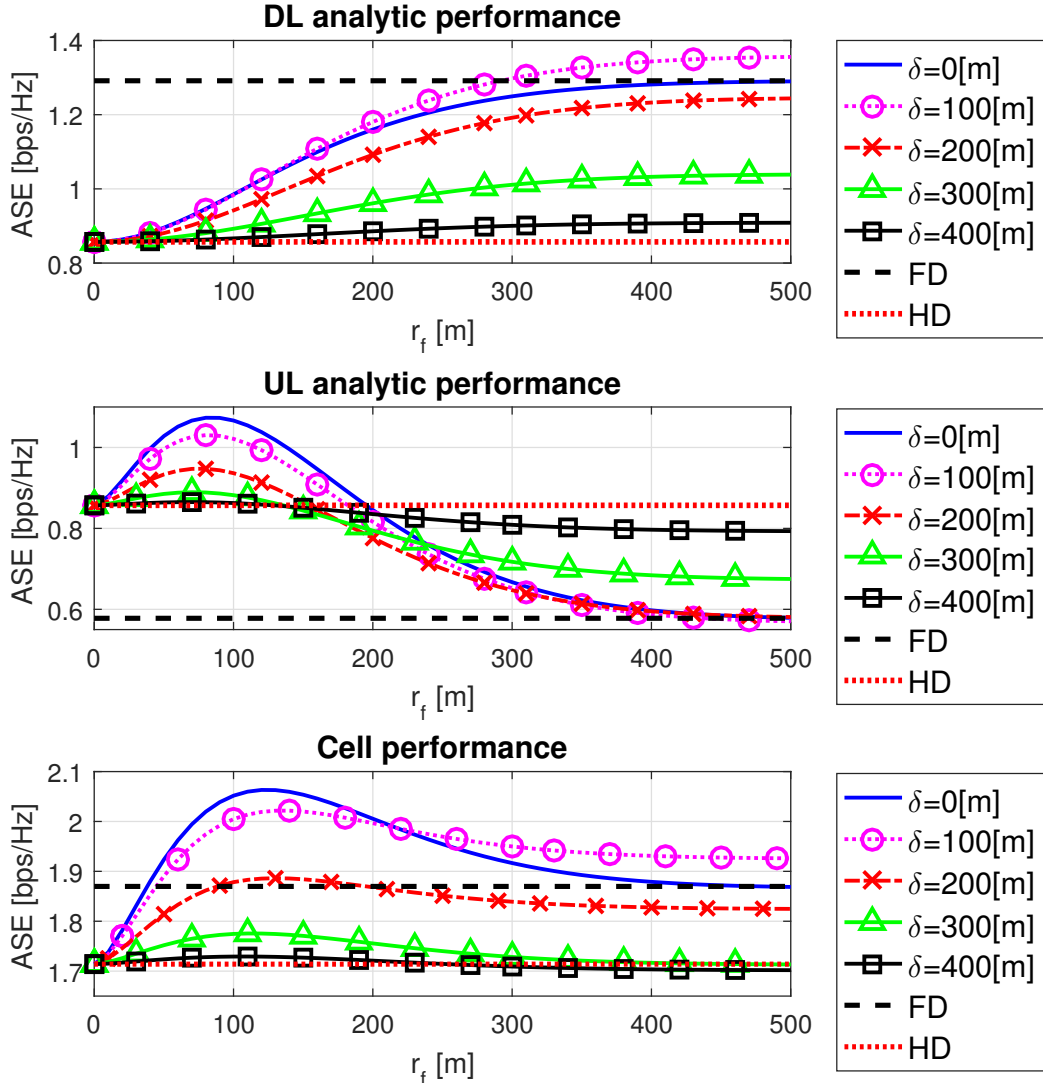 DL analytic performance
ASE [bps/Hz]
1.4
1.2
1
0.8
0
100
200
300
400
500
r_f [m]
δ=0[m]
δ=100[m]
δ=200[m]
δ=300[m]
δ=400[m]
FD
HD
UL analytic performance
ASE [bps/Hz]
1
0.8
0.6
0
100
200
300
400
500
r_f [m]
δ=0[m]
δ=100[m]
δ=200[m]
δ=300[m]
δ=400[m]
FD
HD
Cell performance
ASE [bps/Hz]
2.1
2
1.9
1.8
1.7
0
100
200
300
400
500
r_f [m]
δ=0[m]
δ=100[m]
δ=200[m]
δ=300[m]
δ=400[m]
FD
HD